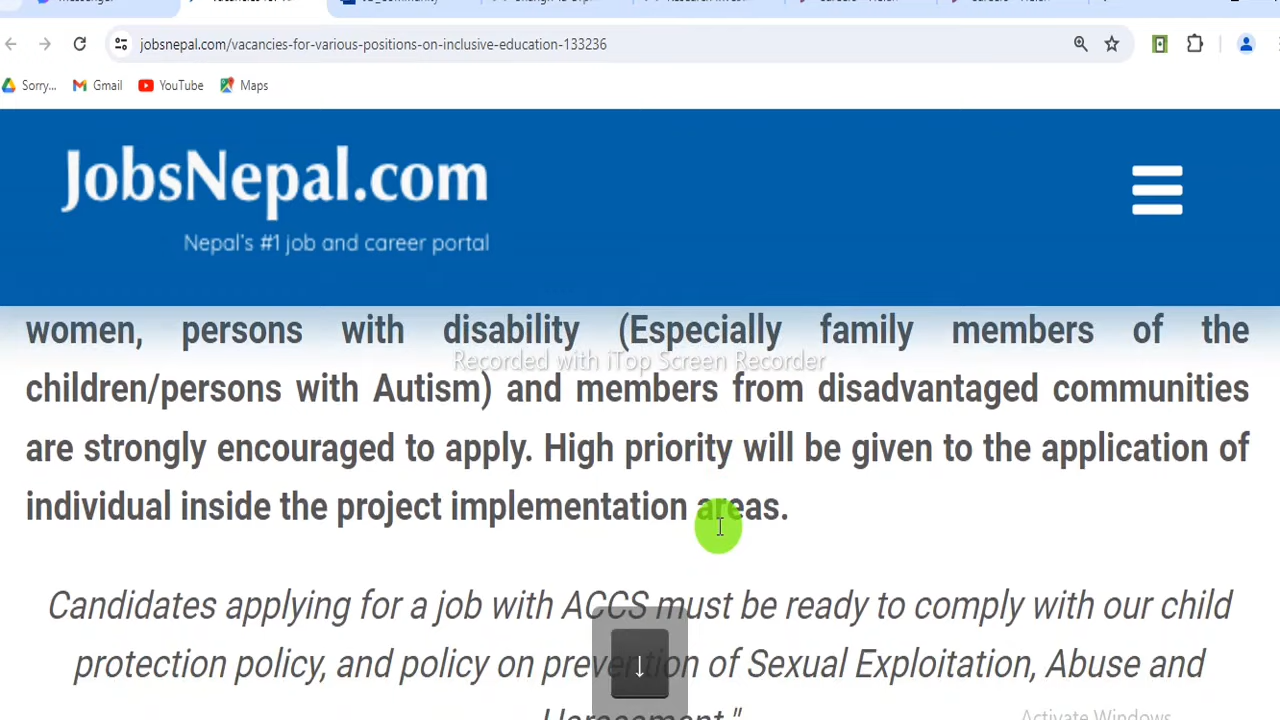 jobsnepal.com/vacancies-for-various-positions-on-inclusive-education-133236
Sorry... Gmail YouTube Maps
JobsNepal.com
Nepal's #1 job and career portal
women, persons with disability (Especially family members of the
Recorded with iTop Screen Recorder
children/persons with Autism) and members from disadvantaged communities
are strongly encouraged to apply. High priority will be given to the application of
individual inside the project implementation areas.
Candidates applying for a job with ACCS must be ready to comply with our child
protection policy, and policy on prevention of Sexual Exploitation, Abuse and
Harassment."
Activate Windows